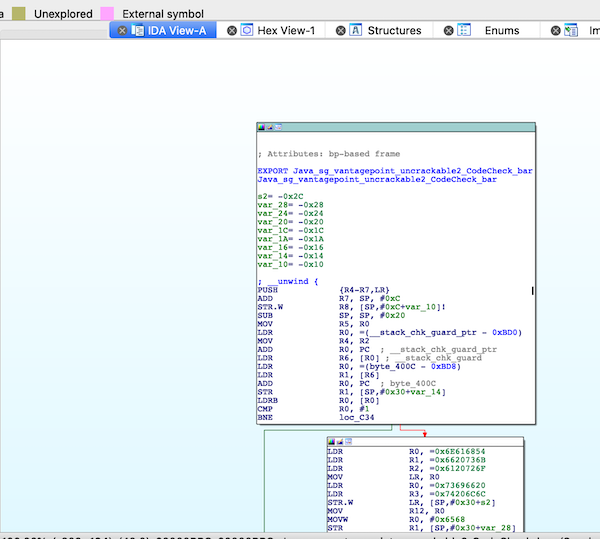 a Unexplored External symbol
IDA View-A Hex View-1 Structures Enums Im
; Attributes: bp-based frame
EXPORT Java_sg_vantagepoint_uncrackable2_CodeCheck_bar
Java_sg_vantagepoint_uncrackable2_CodeCheck_bar
s2= -0x2C
var_28= -0x28
var_24= -0x24
var_20= -0x20
var_1C= -0x1C
var_1A= -0x1A
var_16= -0x16
var_14= -0x14
var_10= -0x10
; __unwind {
PUSH {R4-R7,LR}
ADD R7, SP, #0xC
STR.W R8, [SP,#0xC+var_10]!
SUB SP, SP, #0x20
MOV R5, R0
LDR R0, =(__stack_chk_guard_ptr - 0xBD0)
MOV R4, R2
ADD R0, PC ; __stack_chk_guard_ptr
LDR R6, [R0] ; __stack_chk_guard
LDR R0, =(byte_400C - 0xBD8)
LDR R1, [R6]
ADD R0, PC ; byte_400C
STR R1, [SP,#0x30+var_14]
LDRB R0, [R0]
CMP R0, #1
BNE loc_C34
LDR R0, =0x6E616854
LDR R1, =0x6620736B
LDR R2, =0x6120726F
MOV LR, R0
LDR R0, =0x73696620
LDR R3, =0x74206C6C
STR.W LR, [SP,#0x30+s2]
MOV R12, R0
MOVW R0, #0x6568
STR R1, [SP,#0x30+var_28]